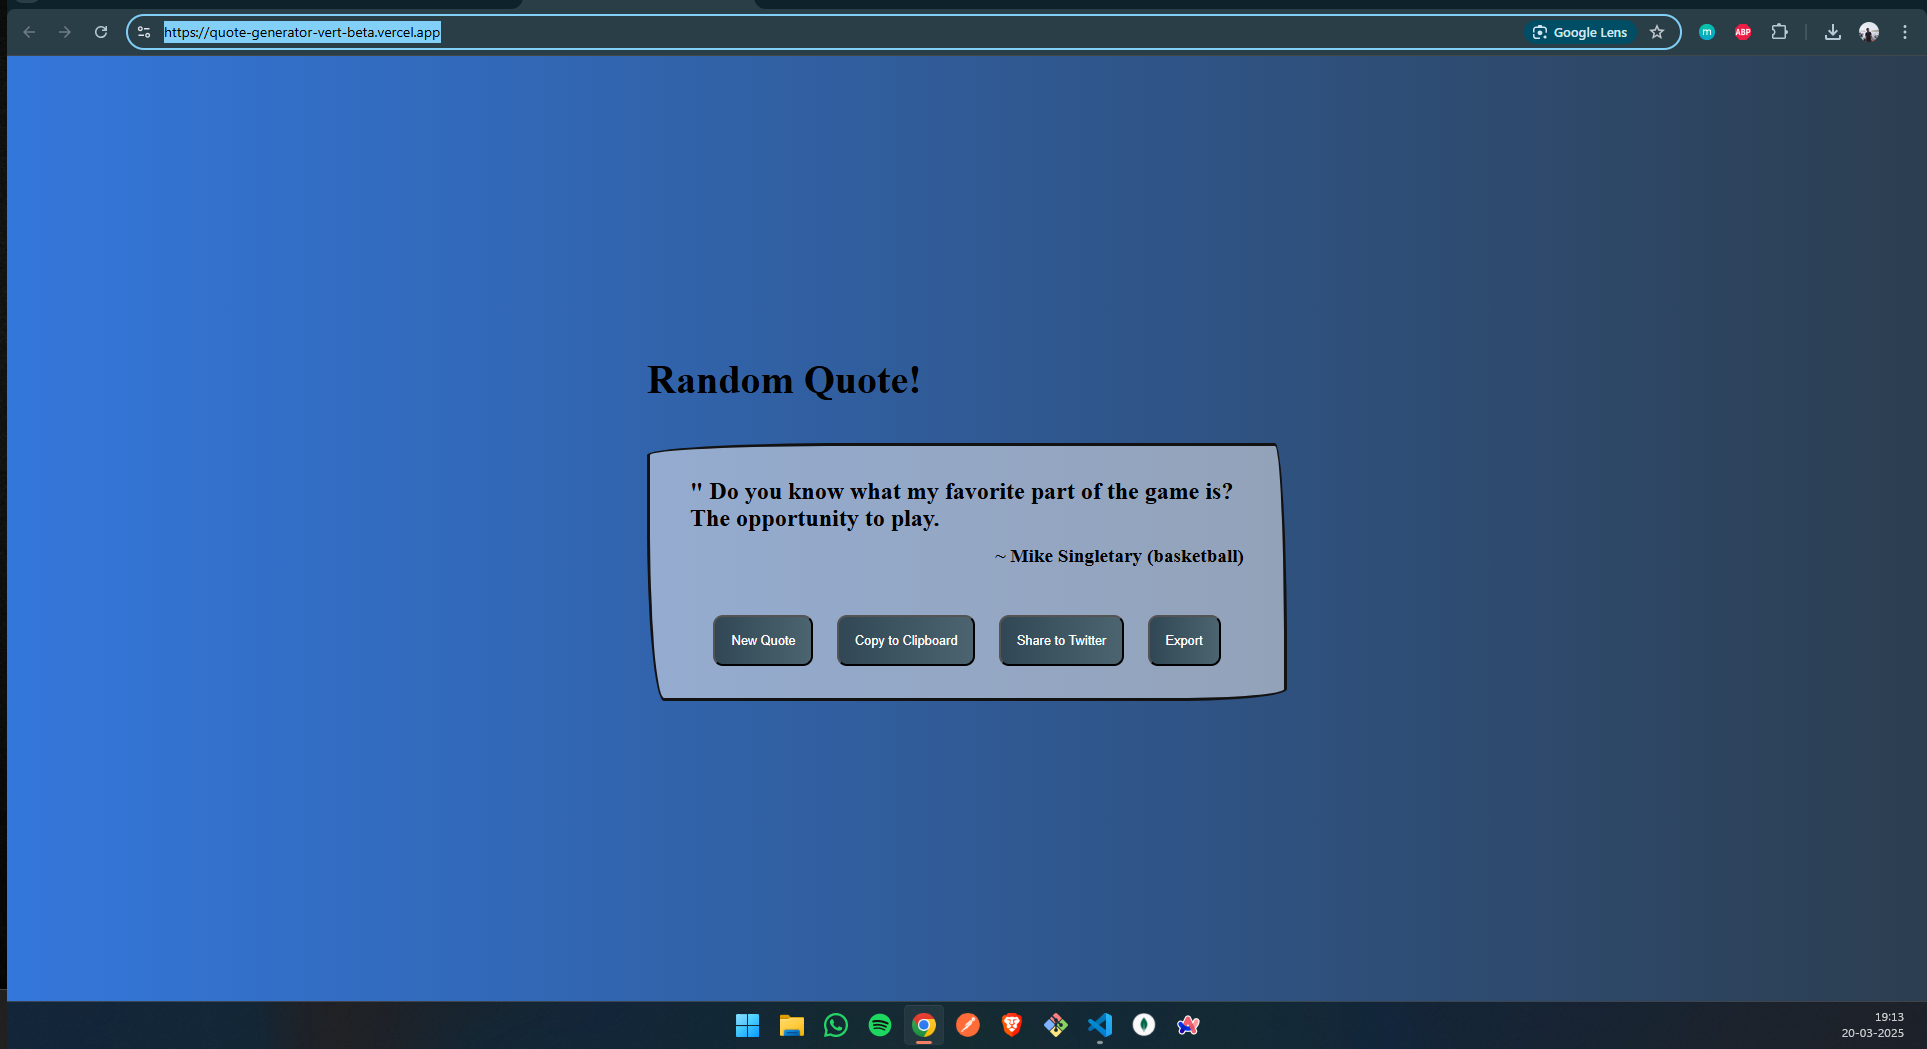 https://quote-generator-vert-beta.vercel.app
Google Lens
m
ABP
Random Quote!
" Do you know what my favorite part of the game is?
The opportunity to play.
~ Mike Singletary (basketball)
New Quote
Copy to Clipboard
Share to Twitter
Export
19:13
20-03-2025